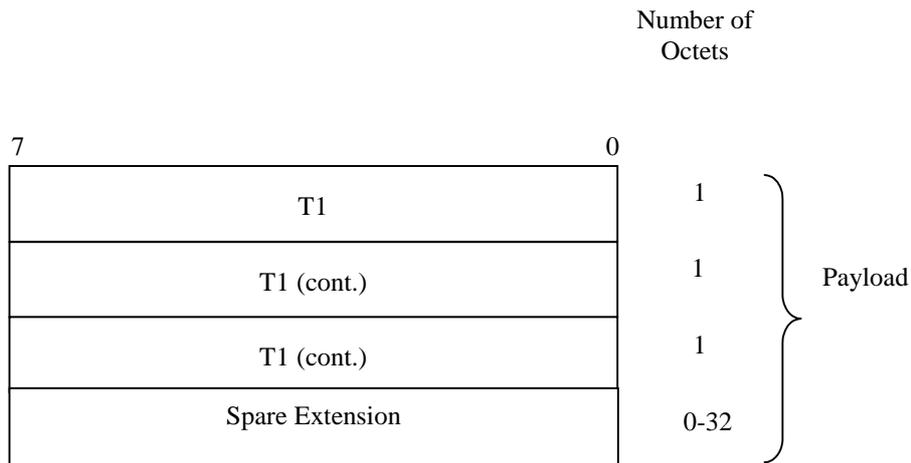 Number of
Octets
7 0
T1 1
T1 (cont.) 1
Payload
T1 (cont.) 1
Spare Extension 0-32